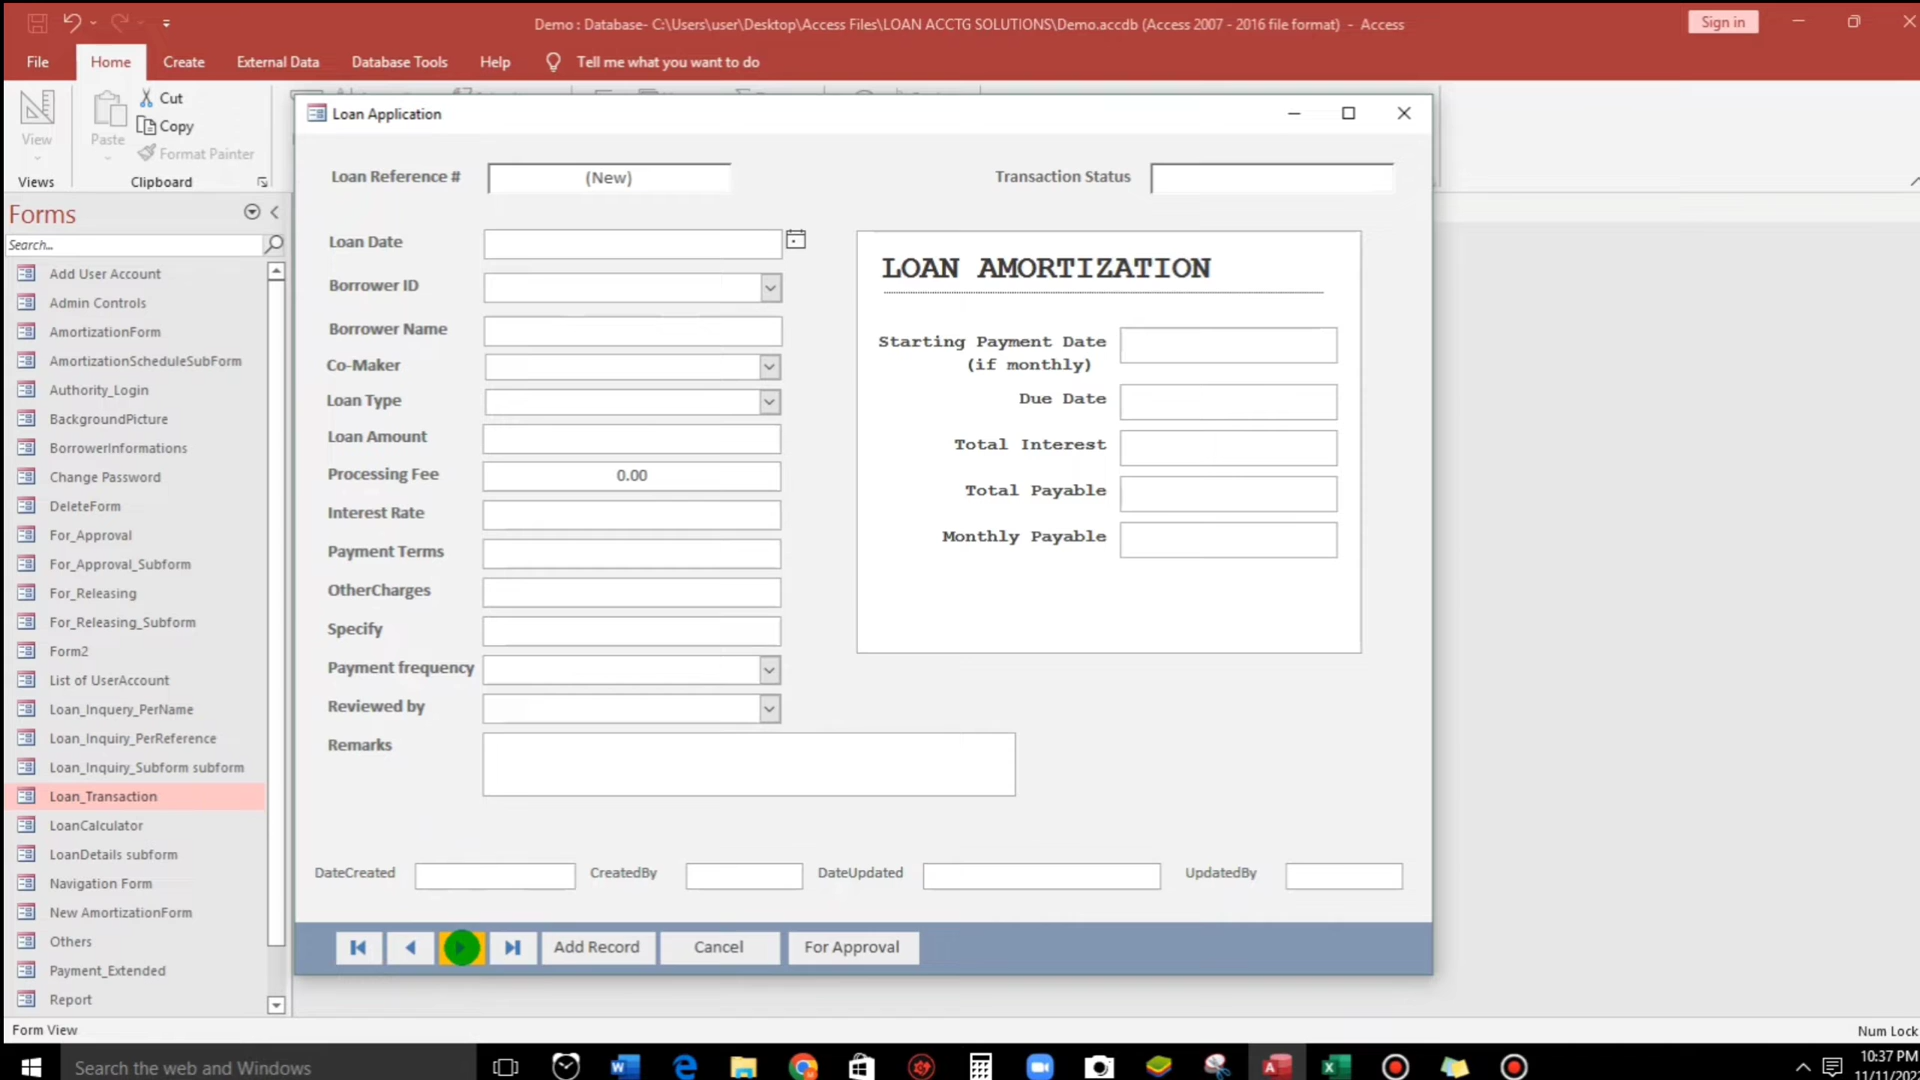 Demo : Database- C:\Users\user\Desktop\Access Files\LOAN ACCTG SOLUTIONS\Demo.accdb (Access 2007 - 2016 file format) - Access
Sign in
File Home Create External Data Database Tools Help Tell me what you want to do
View
Views
Paste
Cut
Copy
Format Painter
Clipboard
Forms
Search...
Add User Account
Admin Controls
AmortizationForm
AmortizationScheduleSubForm
Authority_Login
BackgroundPicture
BorrowerInformations
Change Password
DeleteForm
For_Approval
For_Approval_Subform
For_Releasing
For_Releasing_Subform
Form2
List of UserAccount
Loan_Inquery_PerName
Loan_Inquiry_PerReference
Loan_Inquiry_Subform subform
Loan_Transaction
LoanCalculator
LoanDetails subform
Navigation Form
New AmortizationForm
Others
Payment_Extended
Report
Loan Application
Loan Reference # (New)
Transaction Status
Loan Date
Borrower ID
Borrower Name
Co-Maker
Loan Type
Loan Amount
Processing Fee 0.00
Interest Rate
Payment Terms
OtherCharges
Specify
Payment frequency
Reviewed by
Remarks
LOAN AMORTIZATION
Starting Payment Date
(if monthly)
Due Date
Total Interest
Total Payable
Monthly Payable
DateCreated CreatedBy DateUpdated UpdatedBy
Add Record Cancel For Approval
Form View
Num Lock
Search the web and Windows
10:37 PM